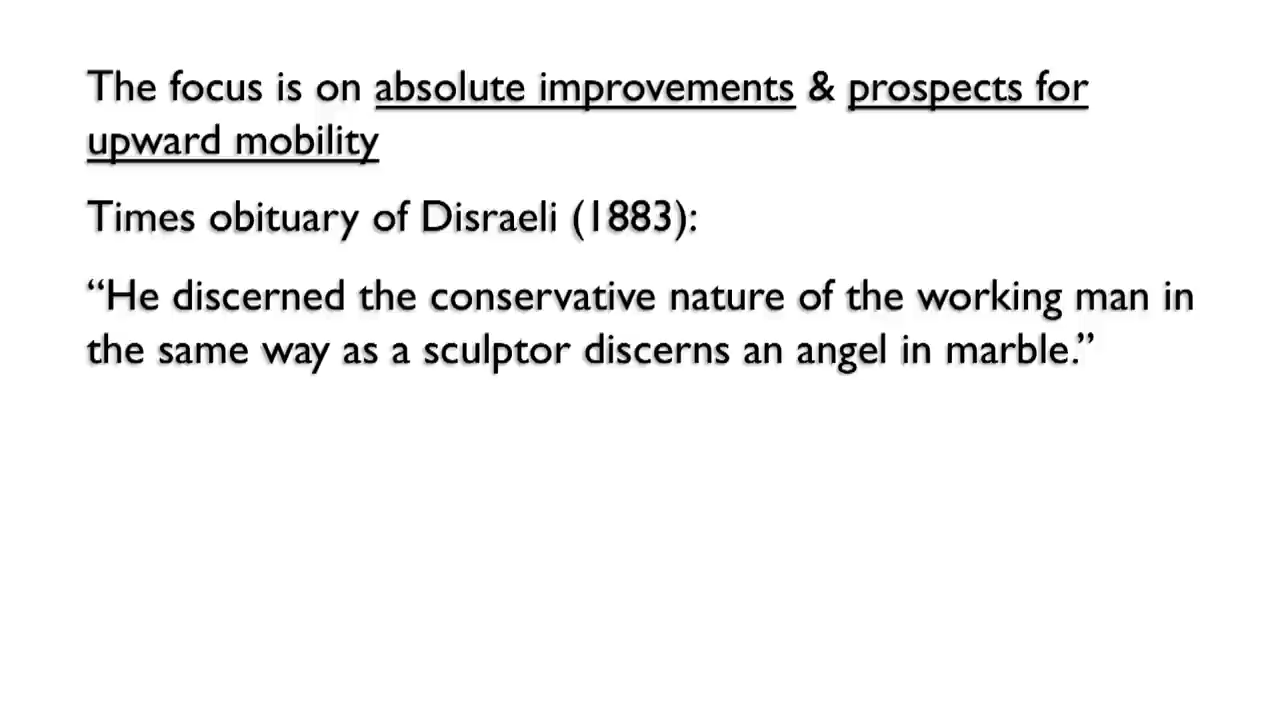 The focus is on absolute improvements & prospects for
upward mobility
Times obituary of Disraeli (1883):
“He discerned the conservative nature of the working man in
the same way as a sculptor discerns an angel in marble.”